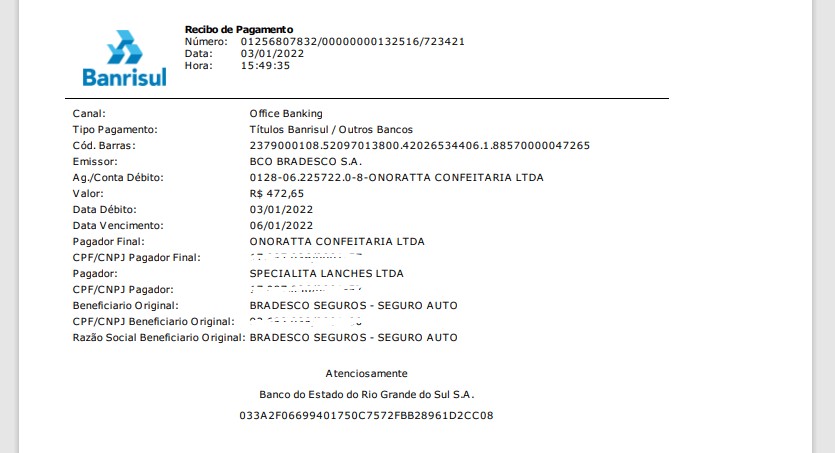 Banrisul
Recibo de Pagamento
Número: 01256807832/00000000132516/723421
Data: 03/01/2022
Hora: 15:49:35
Canal: Office Banking
Tipo Pagamento: Títulos Banrisul / Outros Bancos
Cód. Barras: 2379000108.52097013800.42026534406.1.88570000047265
Emissor: BCO BRADESCO S.A.
Ag./Conta Débito: 0128-06.225722.0-8-ONORATTA CONFEITARIA LTDA
Valor: R$ 472,65
Data Débito: 03/01/2022
Data Vencimento: 06/01/2022
Pagador Final: ONORATTA CONFEITARIA LTDA
CPF/CNPJ Pagador Final:
Pagador: SPECIALITA LANCHES LTDA
CPF/CNPJ Pagador:
Beneficiario Original: BRADESCO SEGUROS - SEGURO AUTO
CPF/CNPJ Beneficiario Original:
Razão Social Beneficiario Original: BRADESCO SEGUROS - SEGURO AUTO
Atenciosamente
Banco do Estado do Rio Grande do Sul S.A.
033A2F06699401750C7572FBB28961D2CC08